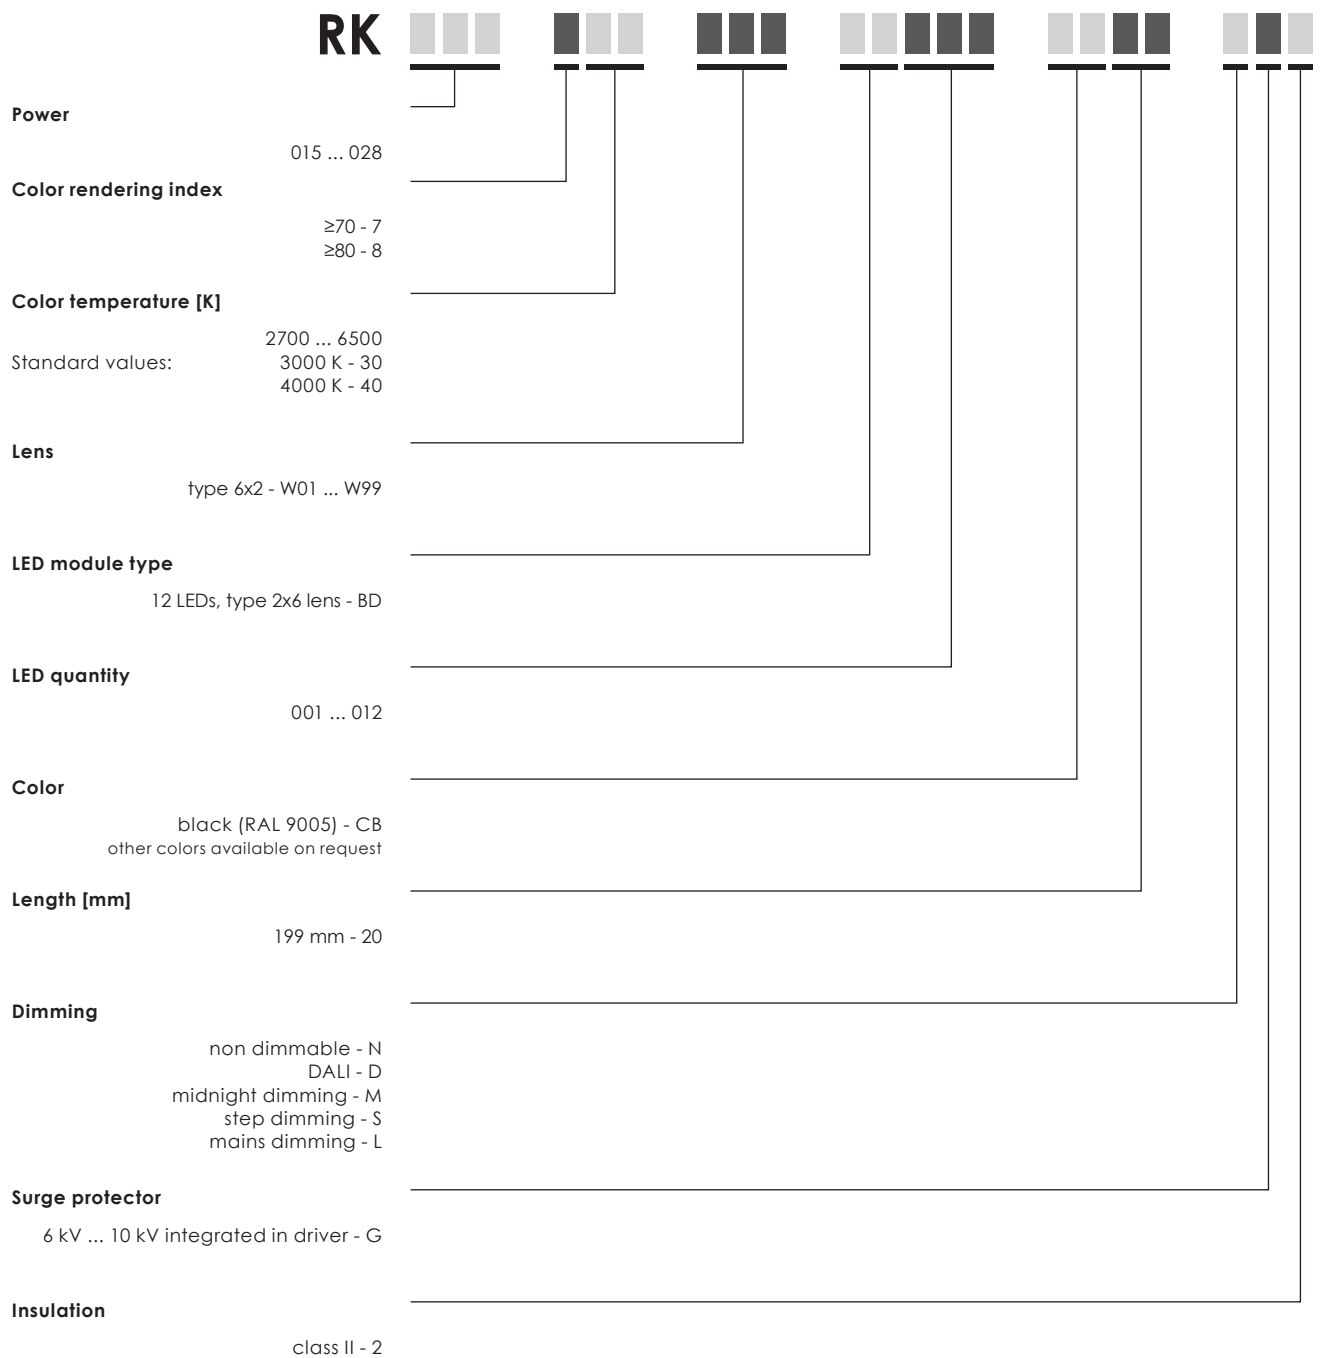 RK
Power
015 ... 028
Color rendering index
≥70 - 7
≥80 - 8
Color temperature [K]
2700 ... 6500
Standard values: 3000 K - 30
4000 K - 40
Lens
type 6x2 - W01 ... W99
LED module type
12 LEDs, type 2x6 lens - BD
LED quantity
001 ... 012
Color
black (RAL 9005) - CB
other colors available on request
Length [mm]
199 mm - 20
Dimming
non dimmable - N
DALI - D
midnight dimming - M
step dimming - S
mains dimming - L
Surge protector
6 kV ... 10 kV integrated in driver - G
Insulation
class II - 2